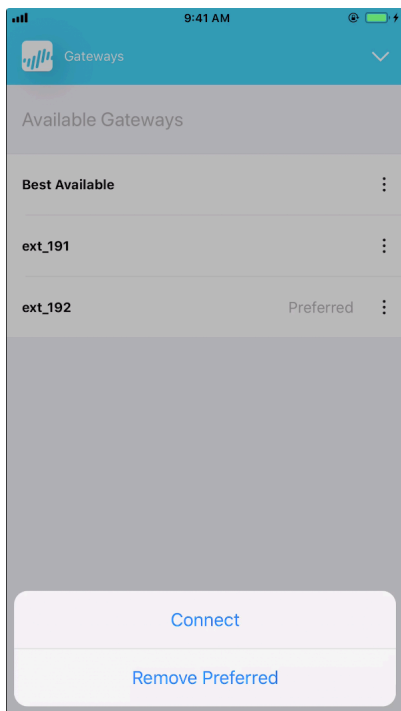 9:41 AM
Gateways
Available Gateways
Best Available
ext_191
ext_192 Preferred
Connect
Remove Preferred